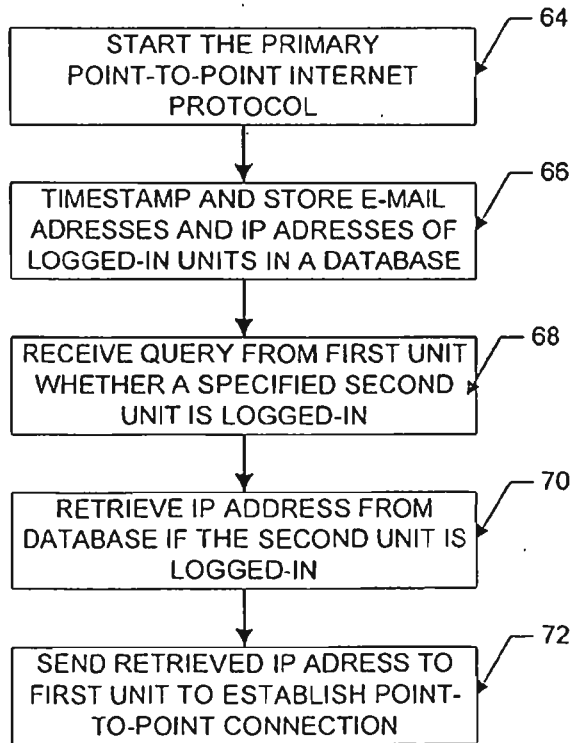 64
START THE PRIMARY
POINT-TO-POINT INTERNET
PROTOCOL
66
TIMESTAMP AND STORE E-MAIL
ADRESSES AND IP ADRESSES OF
LOGGED-IN UNITS IN A DATABASE
68
RECEIVE QUERY FROM FIRST UNIT
WHETHER A SPECIFIED SECOND
UNIT IS LOGGED-IN
70
RETRIEVE IP ADDRESS FROM
DATABASE IF THE SECOND UNIT IS
LOGGED-IN
72
SEND RETRIEVED IP ADRESS TO
FIRST UNIT TO ESTABLISH POINT-
TO-POINT CONNECTION